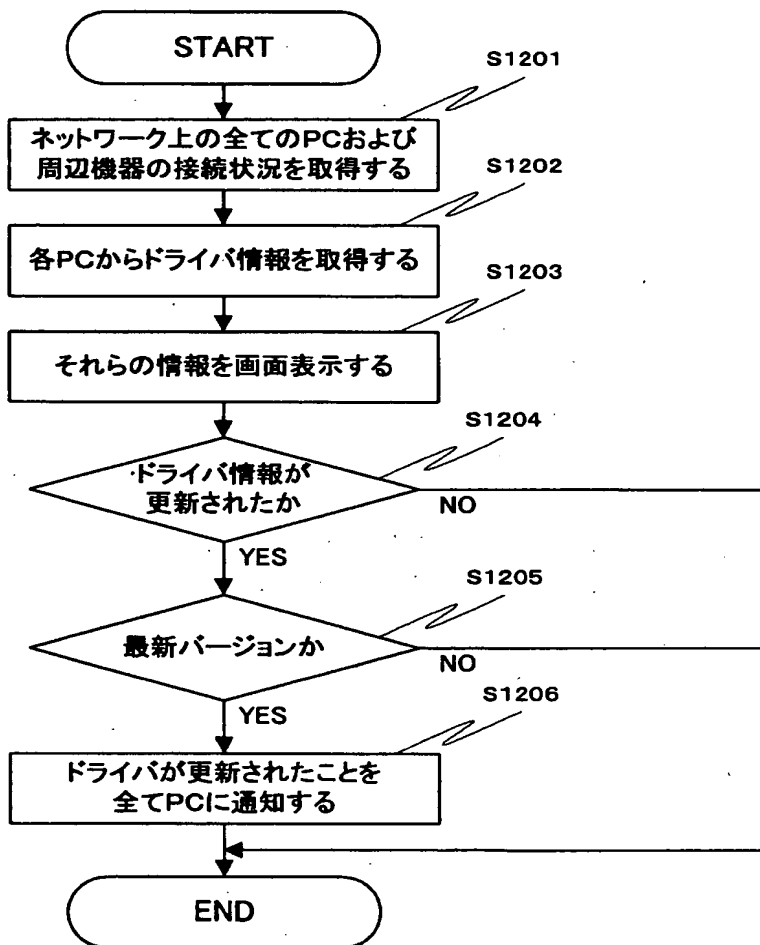 START
S1201
ネットワーク上の全てのPCおよび
周辺機器の接続状況を取得する
S1202
各PCからドライバ情報を取得する
S1203
それらの情報を画面表示する
S1204
ドライバ情報が
更新されたか
NO
YES
S1205
最新バージョンか
NO
YES
S1206
ドライバが更新されたことを
全てPCに通知する
END